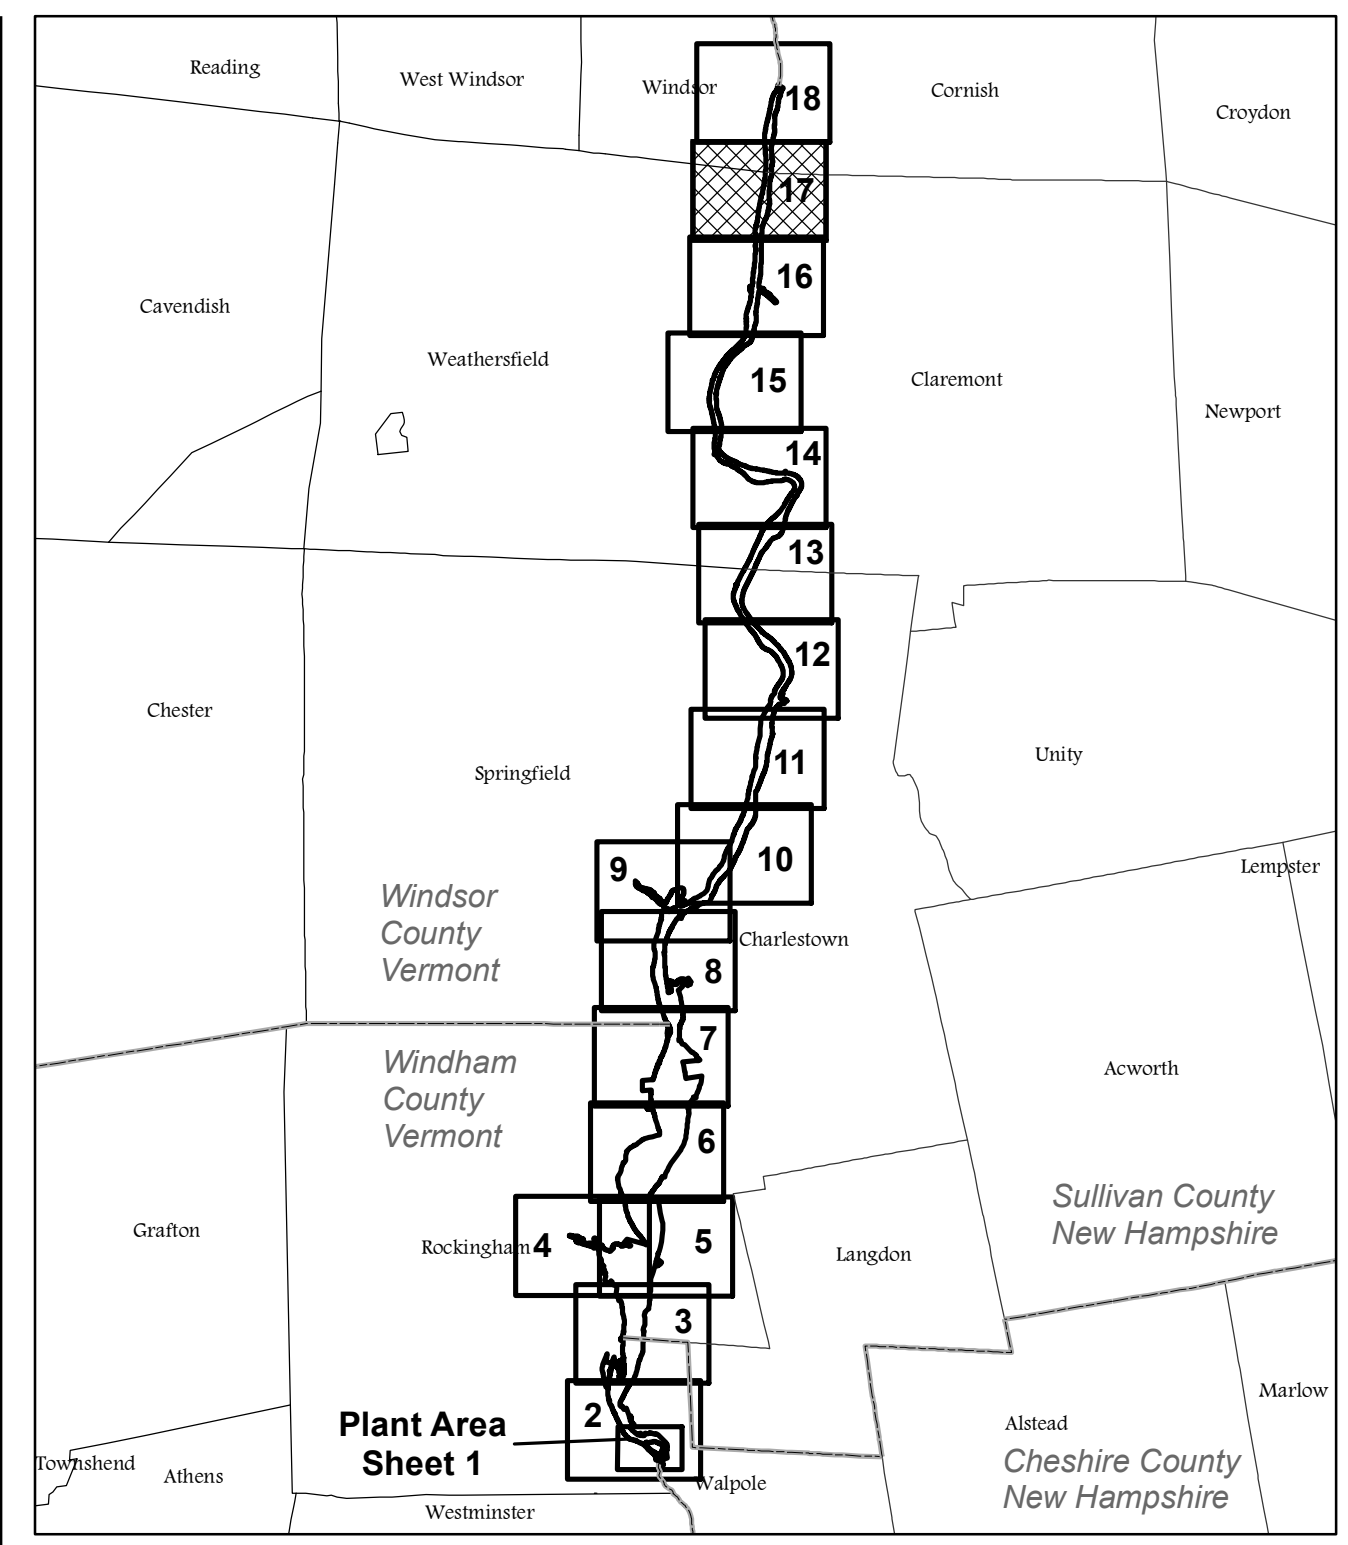 Reading
West Windsor
Windsor
18
Cornish
Croydon
17
16
Cavendish
Weathersfield
15
Claremont
Newport
14
13
12
Chester
Springfield
11
Unity
10
9
Lempster
Windsor
County
Vermont
Charlestown
8
7
Windham
County
Vermont
Acworth
6
Sullivan County
New Hampshire
Grafton
Rockingham
4
5
Langdon
3
Marlow
2
Plant Area
Sheet 1
Alstead
Cheshire County
New Hampshire
Townshend
Athens
Walpole
Westminster